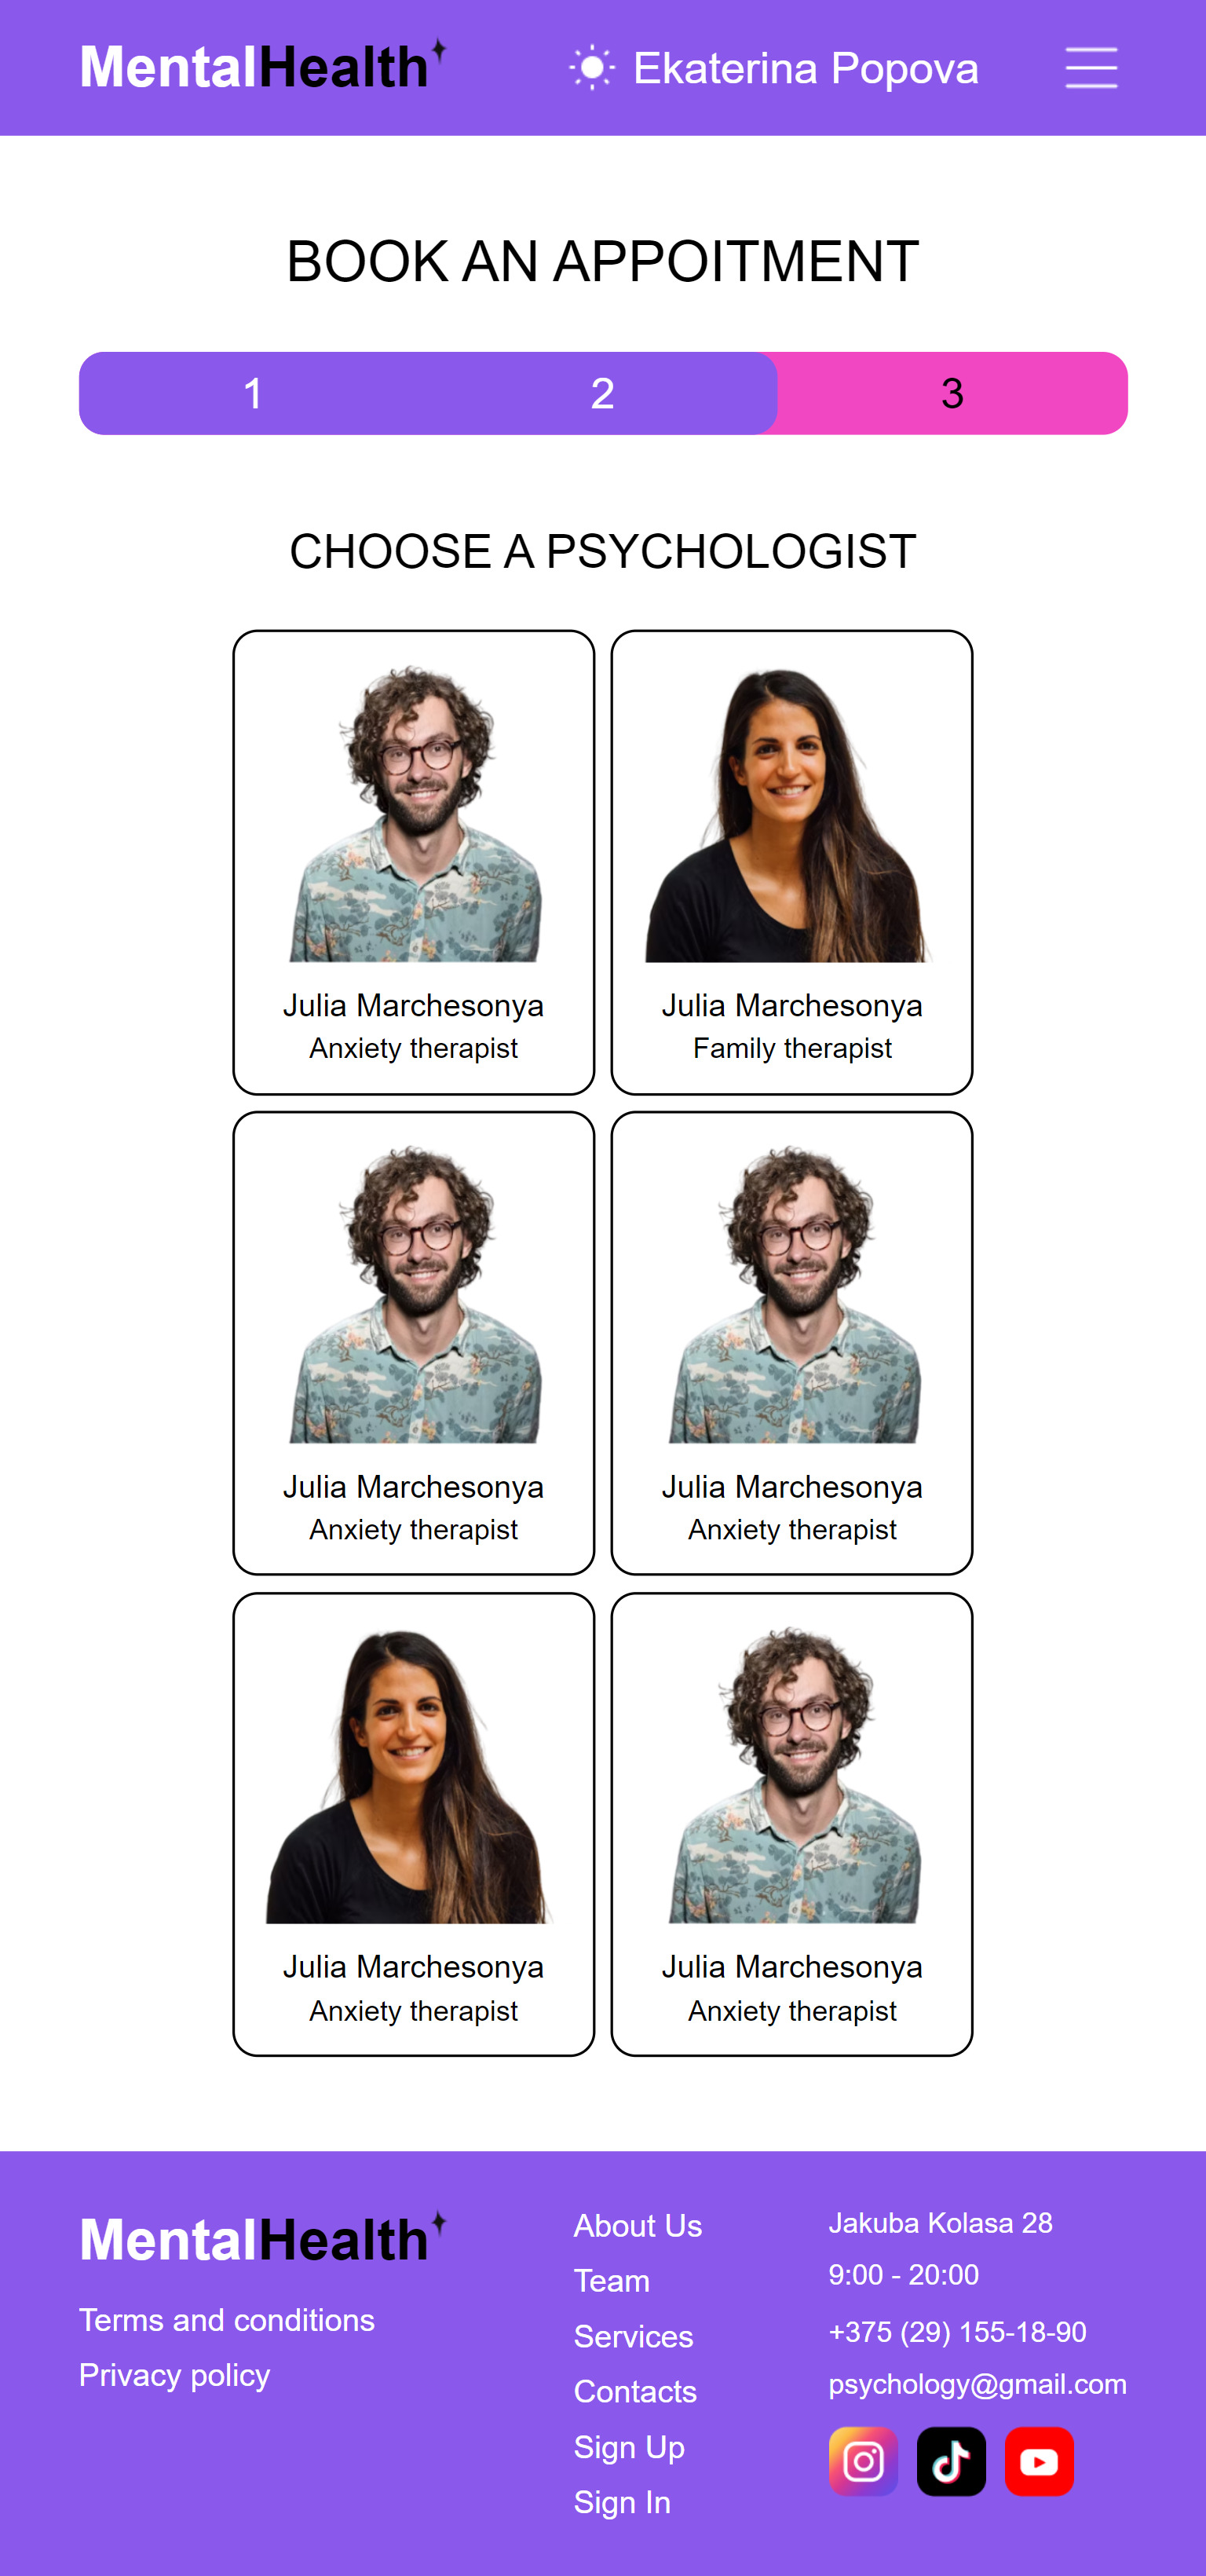 MentalHealth
Ekaterina Popova
BOOK AN APPOITMENT
1 2 3
CHOOSE A PSYCHOLOGIST
Julia Marchesonya
Anxiety therapist
Julia Marchesonya
Family therapist
Julia Marchesonya
Anxiety therapist
Julia Marchesonya
Anxiety therapist
Julia Marchesonya
Anxiety therapist
Julia Marchesonya
Anxiety therapist
MentalHealth
Terms and conditions
Privacy policy
About Us
Team
Services
Contacts
Sign Up
Sign In
Jakuba Kolasa 28
9:00 - 20:00
+375 (29) 155-18-90
psychology@gmail.com